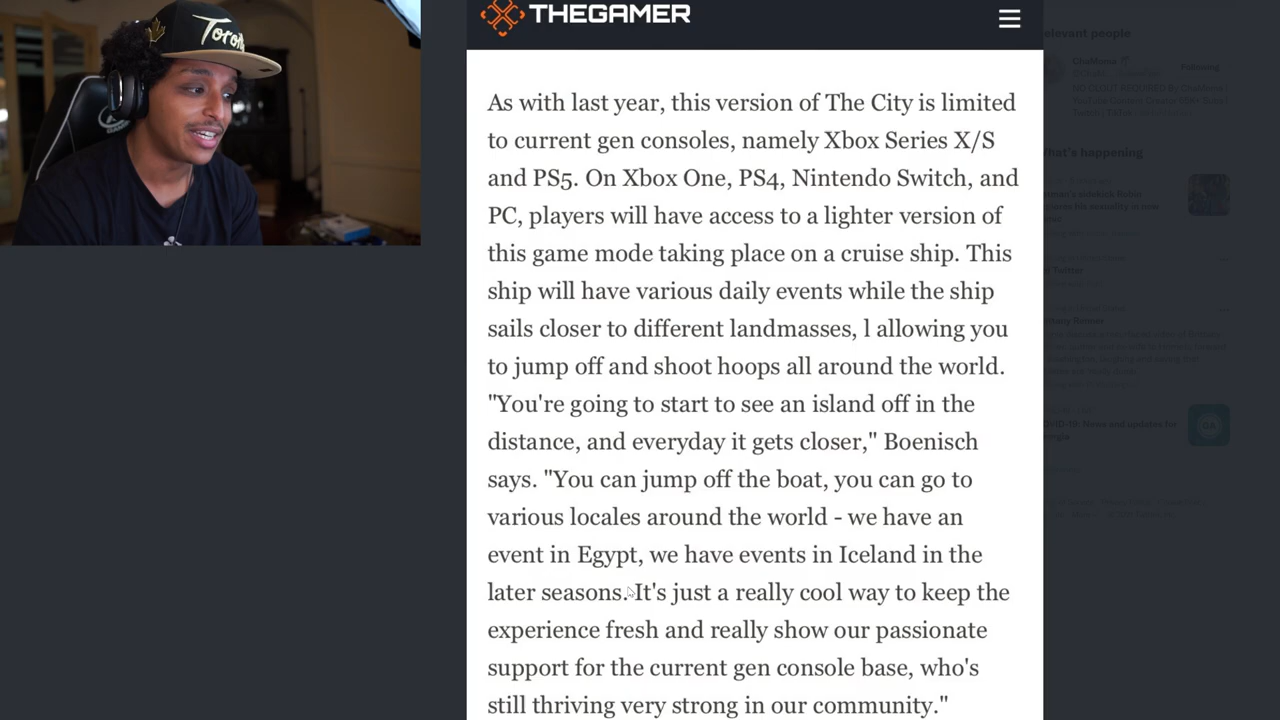 Toron
THEGAMER
As with last year, this version of The City is limited
to current gen consoles, namely Xbox Series X/S
and PS5. On Xbox One, PS4, Nintendo Switch, and
PC, players will have access to a lighter version of
this game mode taking place on a cruise ship. This
ship will have various daily events while the ship
sails closer to different landmasses, l allowing you
to jump off and shoot hoops all around the world.
"You're going to start to see an island off in the
distance, and everyday it gets closer," Boenisch
says. "You can jump off the boat, you can go to
various locales around the world - we have an
event in Egypt, we have events in Iceland in the
later seasons. It's just a really cool way to keep the
experience fresh and really show our passionate
support for the current gen console base, who's
still thriving very strong in our community."
elevant people
ChaMoma
Following
hat's happening
Twitter